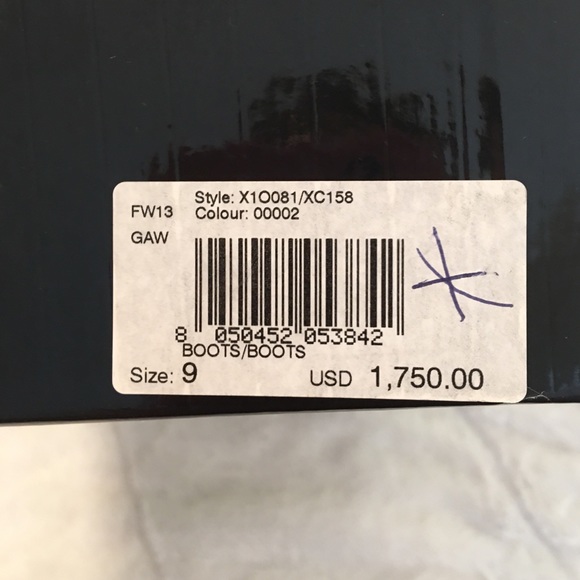 Style: X1O081/XC158
FW13 Colour: 00002
GAW
8 050452 053842
BOOTS/BOOTS
Size: 9 USD 1,750.00